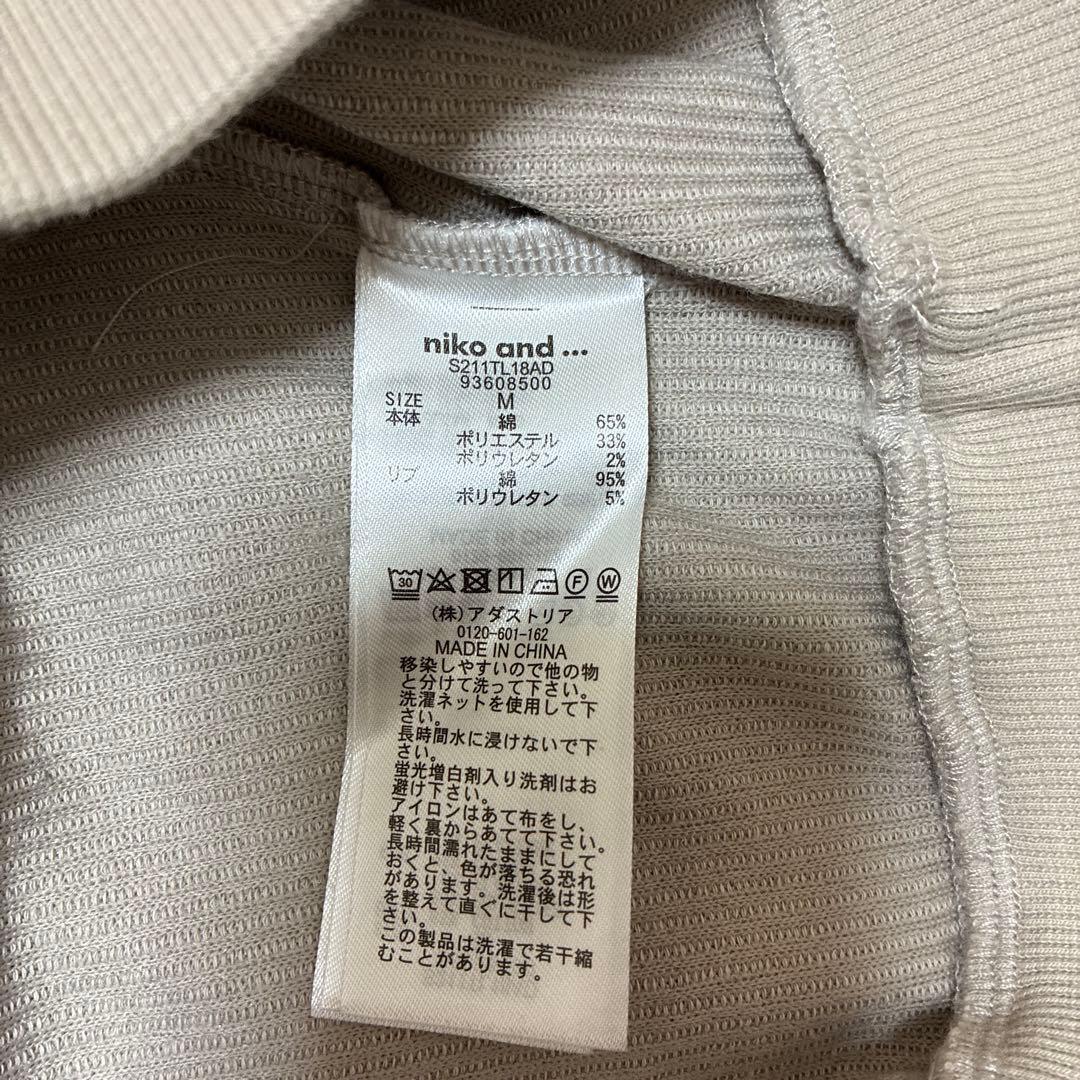 niko and ...
S211TL18AD
93608500
SIZE M
本体 綿 65%
ポリエステル 33%
ポリウレタン 2%
リブ 綿 95%
ポリウレタン 5%
30 F W
(株)アダストリア
0120-601-162
MADE IN CHINA
移染しやすいので他の物
と分けて洗って下さい。
洗濯ネットを使用して下
さい。
長時間水に浸けないで下
さい。
蛍光増白剤入り洗剤はお
避け下さい。
アイロンはあて布をし、
軽く裏からあてて下さい。
長時間濡れたままにして
おくと、色が落ちる恐れ
があります。洗濯後は形
を整えて直ぐに干して下
さい。
この製品は洗濯で若干縮
むことがあります。